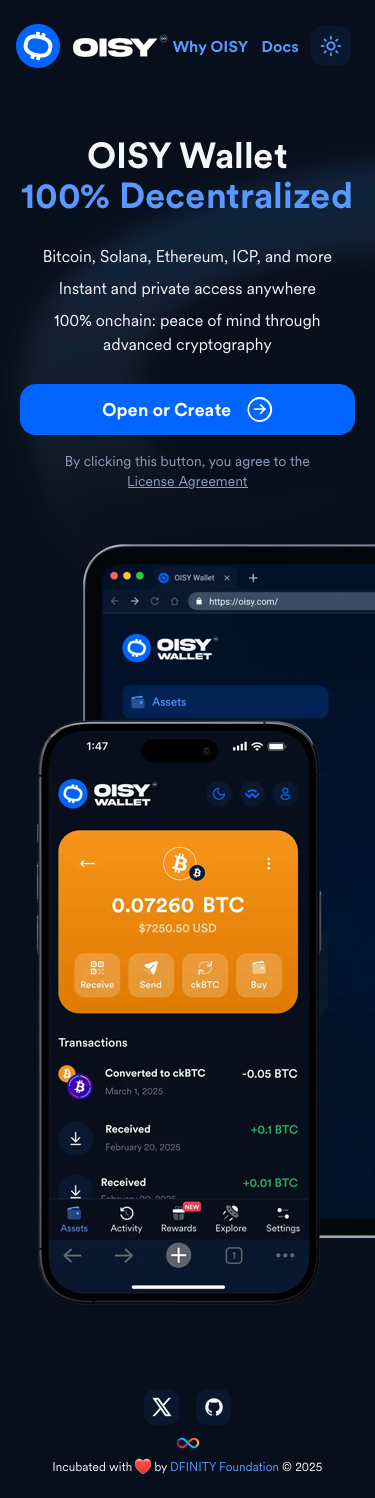 OISY Why OISY Docs
OISY Wallet
100% Decentralized
Bitcoin, Solana, Ethereum, ICP, and more
Instant and private access anywhere
100% onchain: peace of mind through
advanced cryptography
Open or Create
By clicking this button, you agree to the
License Agreement
OISY Wallet
https://oisy.com/
OISY
WALLET
Assets
1:47
OISY
WALLET
0.07260 BTC
$7250.50 USD
Receive Send ckBTC Buy
Transactions
Converted to ckBTC -0.05 BTC
March 1, 2025
Received +0.1 BTC
February 20, 2025
Received +0.01 BTC
February 20, 2025
NEW
Assets Activity Rewards Explore Settings
1
Incubated with ❤️ by DFINITY Foundation © 2025